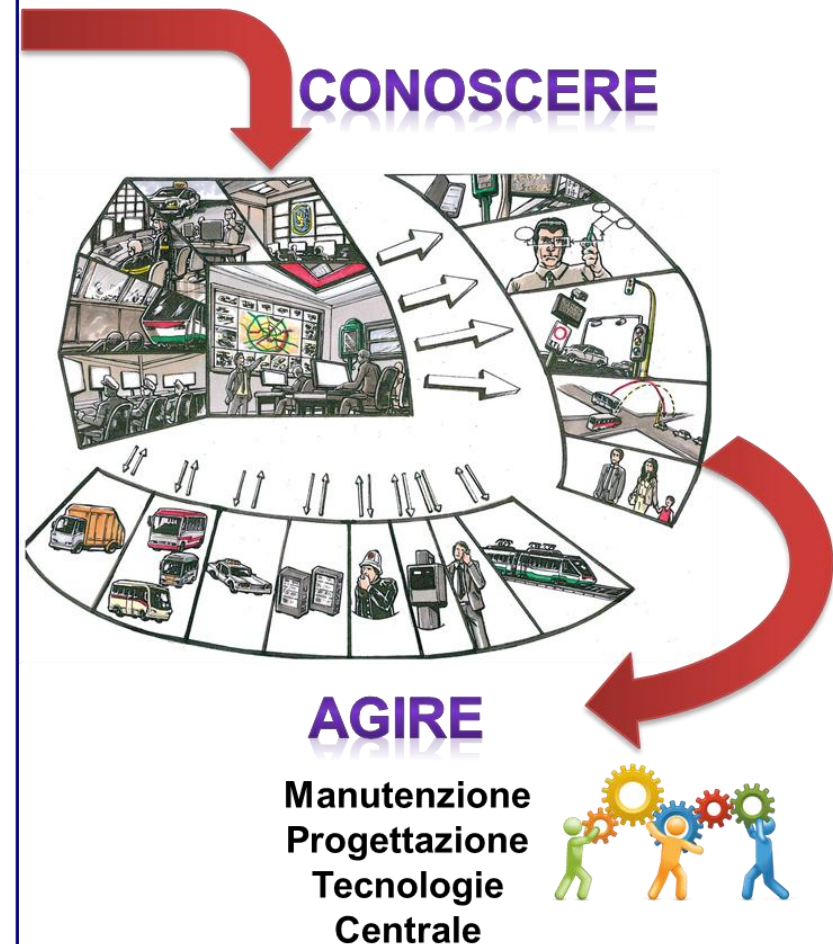 CONOSCERE
AGIRE
Manutenzione
Progettazione
Tecnologie
Centrale